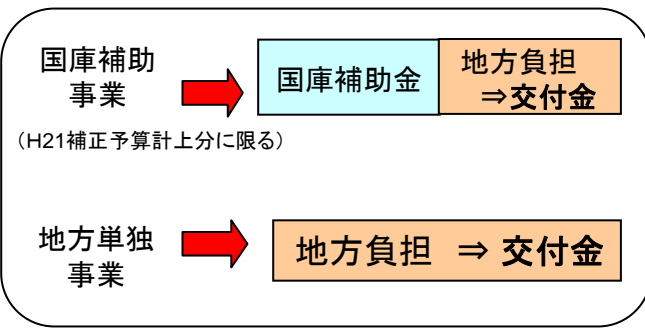 国庫補助
事業
国庫補助金
地方負担
⇒交付金
（H21補正予算計上分に限る）
地方単独
事業
地方負担 ⇒ 交付金